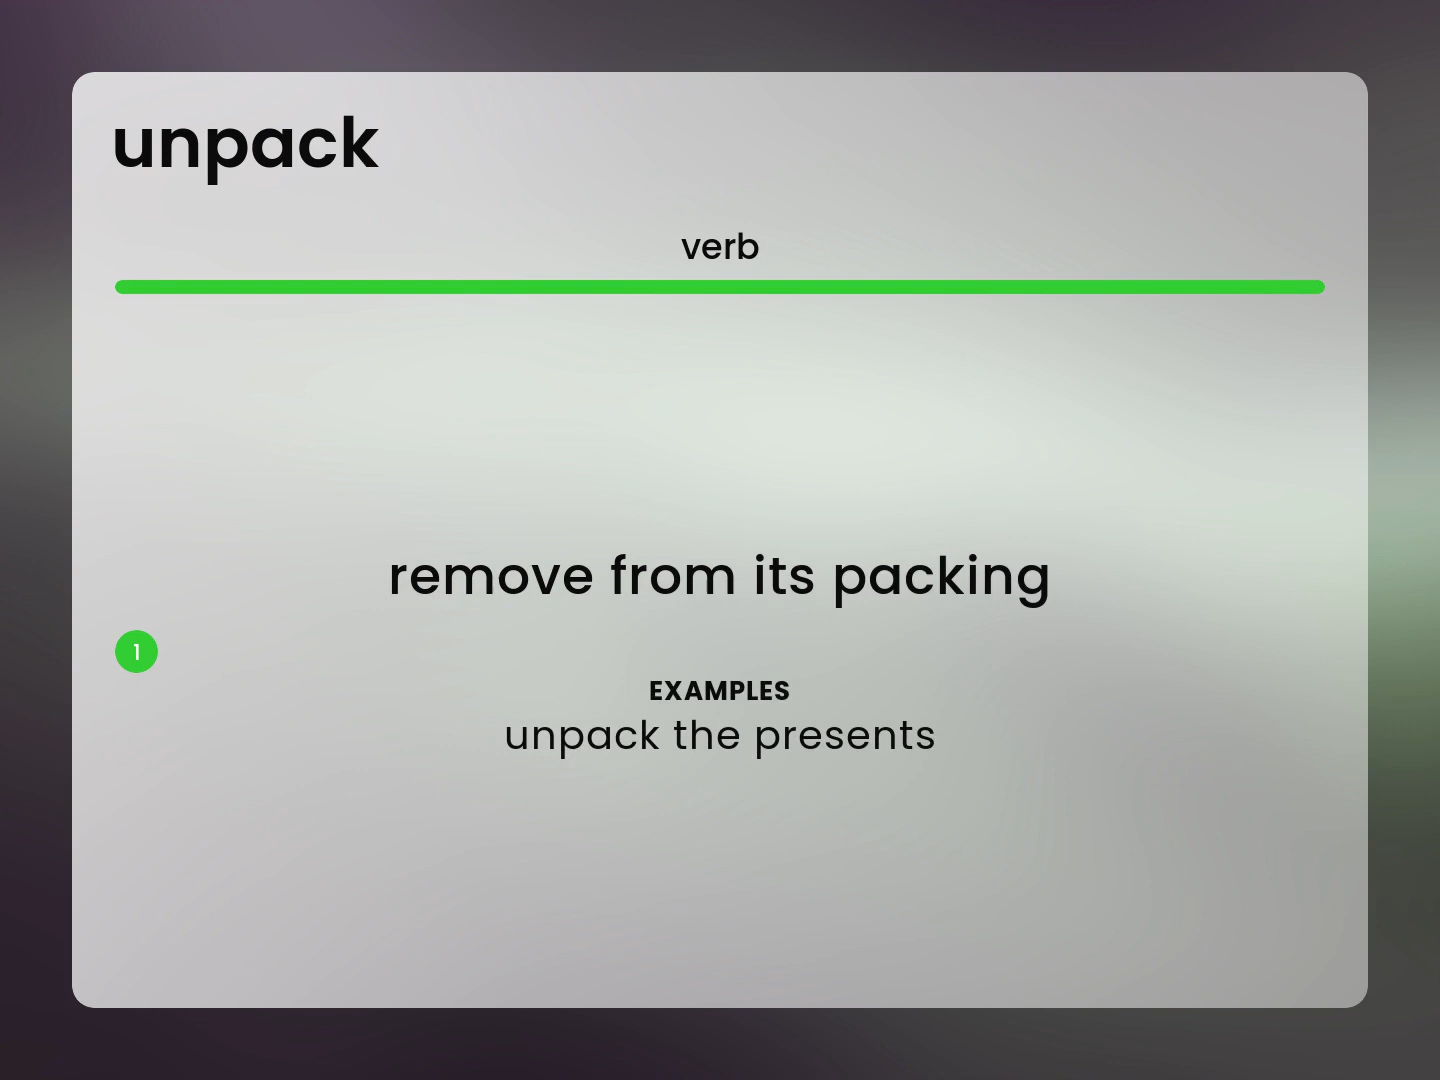 unpack
verb
remove from its packing
1
EXAMPLES
unpack the presents